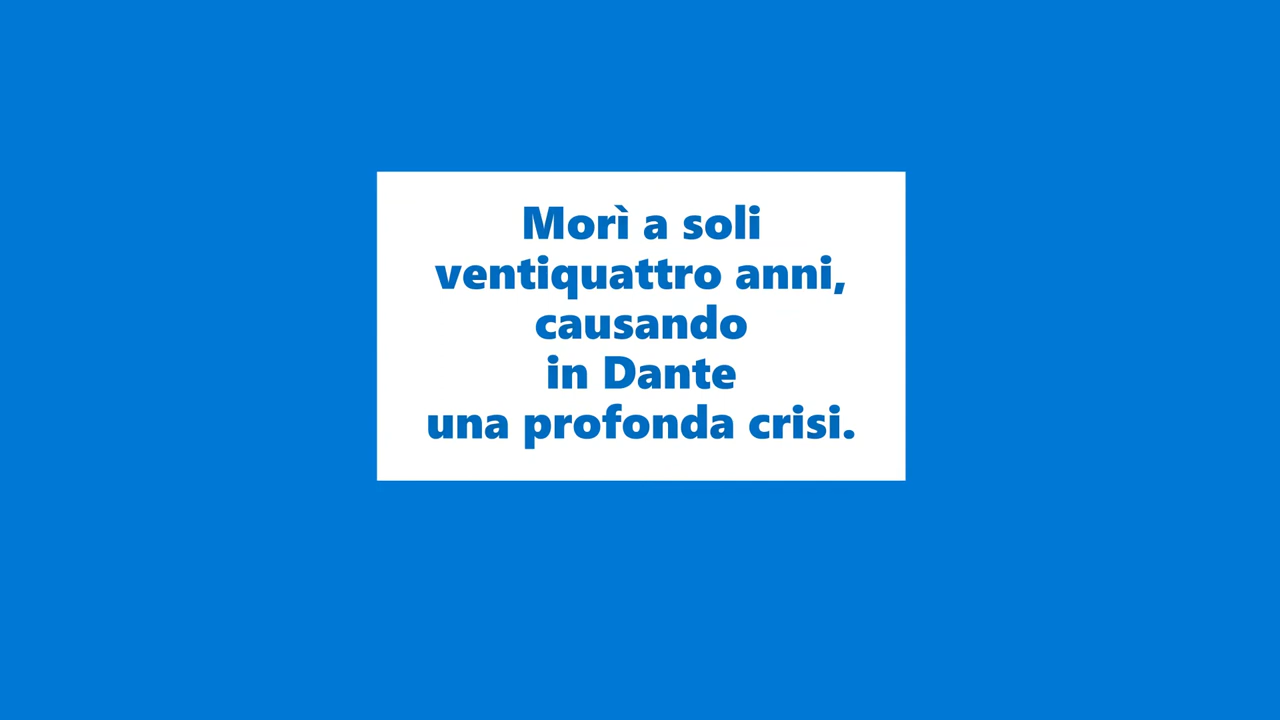 Morì a soli
ventiquattro anni,
causando
in Dante
una profonda crisi.